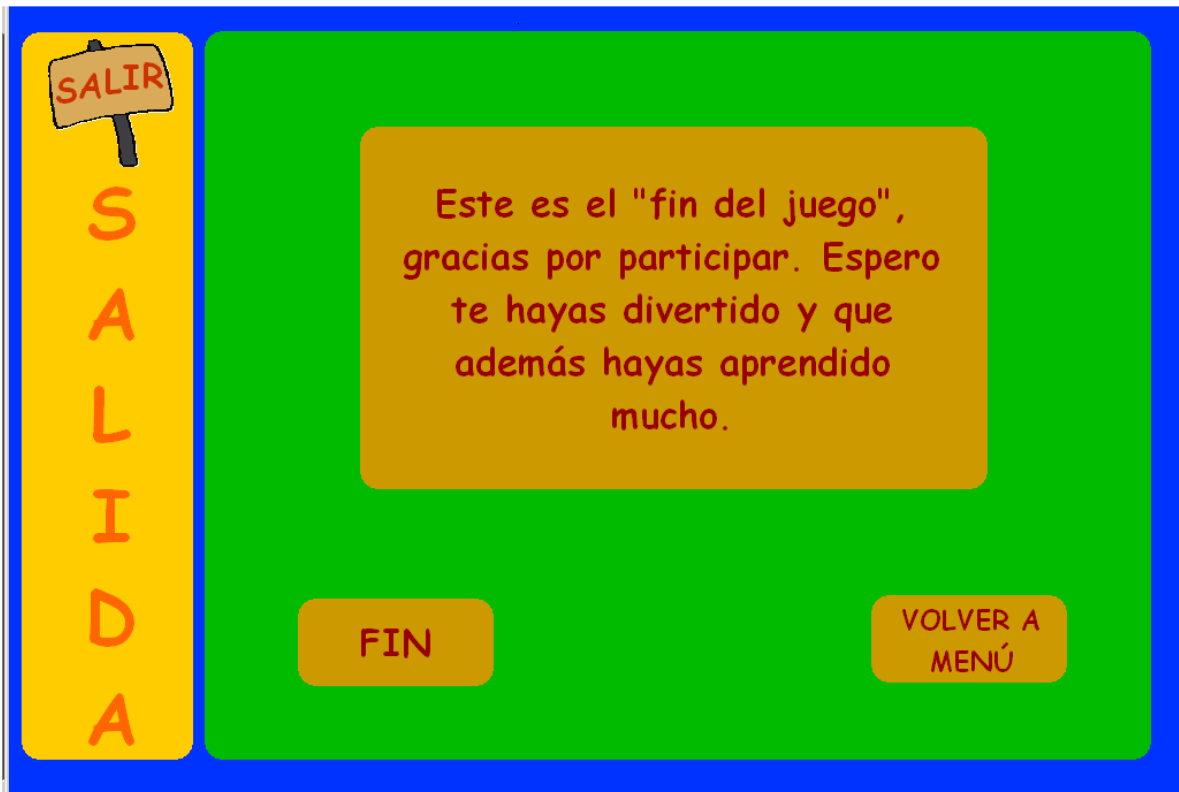 SALIR
S
A
L
I
D
A
Este es el "fin del juego",
gracias por participar. Espero
te hayas divertido y que
además hayas aprendido
mucho.
FIN
VOLVER A
MENÚ